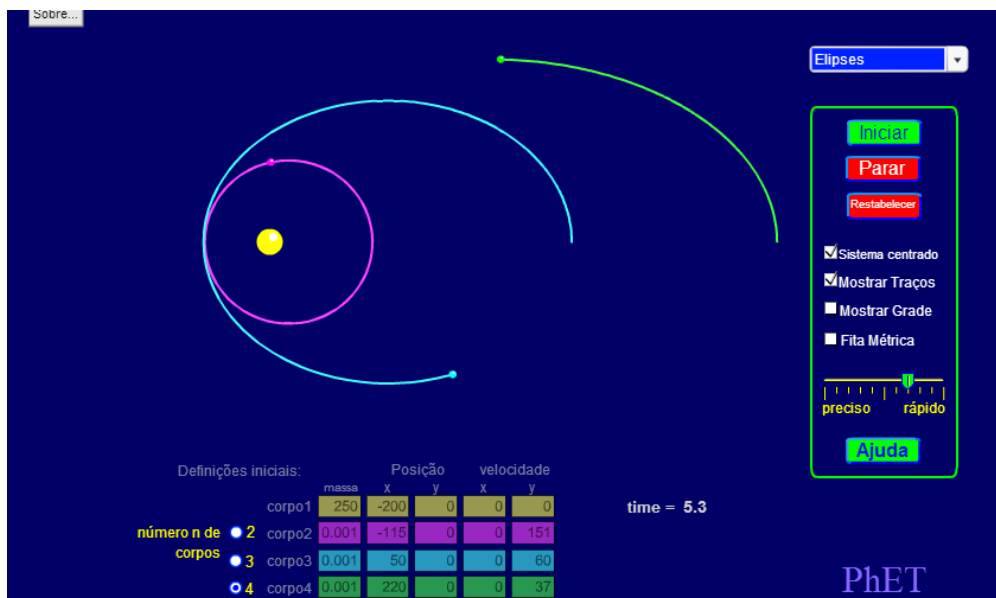 Sobre...
Elipses
Iniciar
Parar
Restabelecer
Sistema centrado
Mostrar Traços
Mostrar Grade
Fita Métrica
preciso rápido
Ajuda
Definições iniciais: Posição velocidade
massa x y x y
corpo1 250 -200 0 0 0
número n de corpos 2 corpo2 0.001 -115 0 0 151
3 corpo3 0.001 50 0 0 60
4 corpo4 0.001 220 0 0 37
time = 5.3
PhET